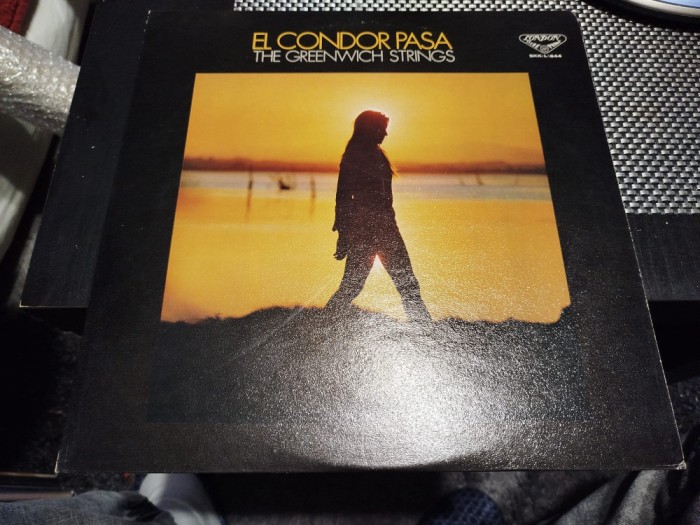 EL CONDOR PASA
THE GREENWICH STRINGS
LONDON